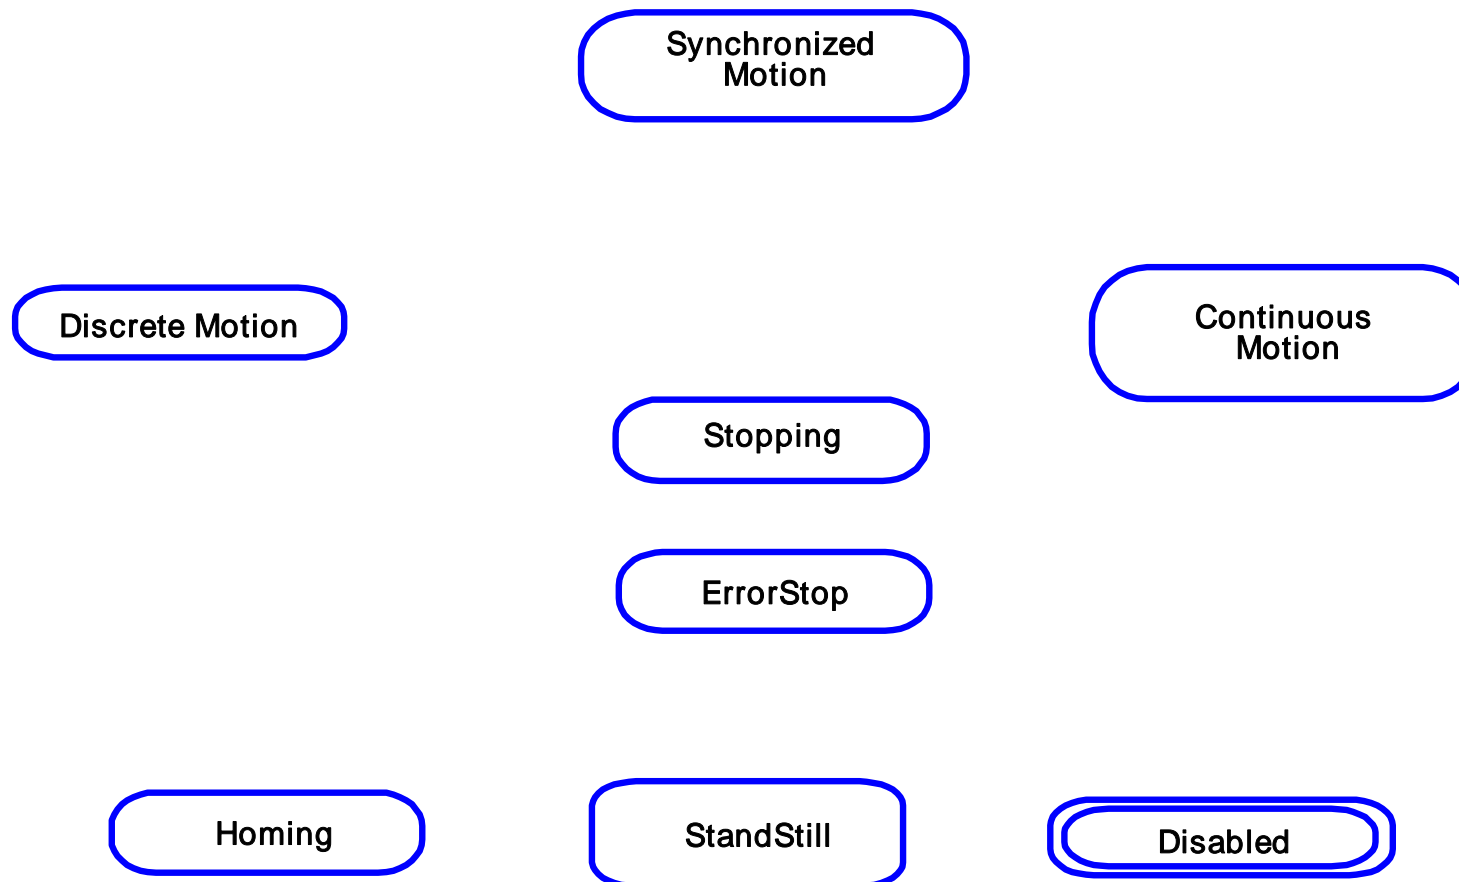 Synchronized
Motion
Discrete Motion
Continuous
Motion
Stopping
ErrorStop
Homing
StandStill
Disabled